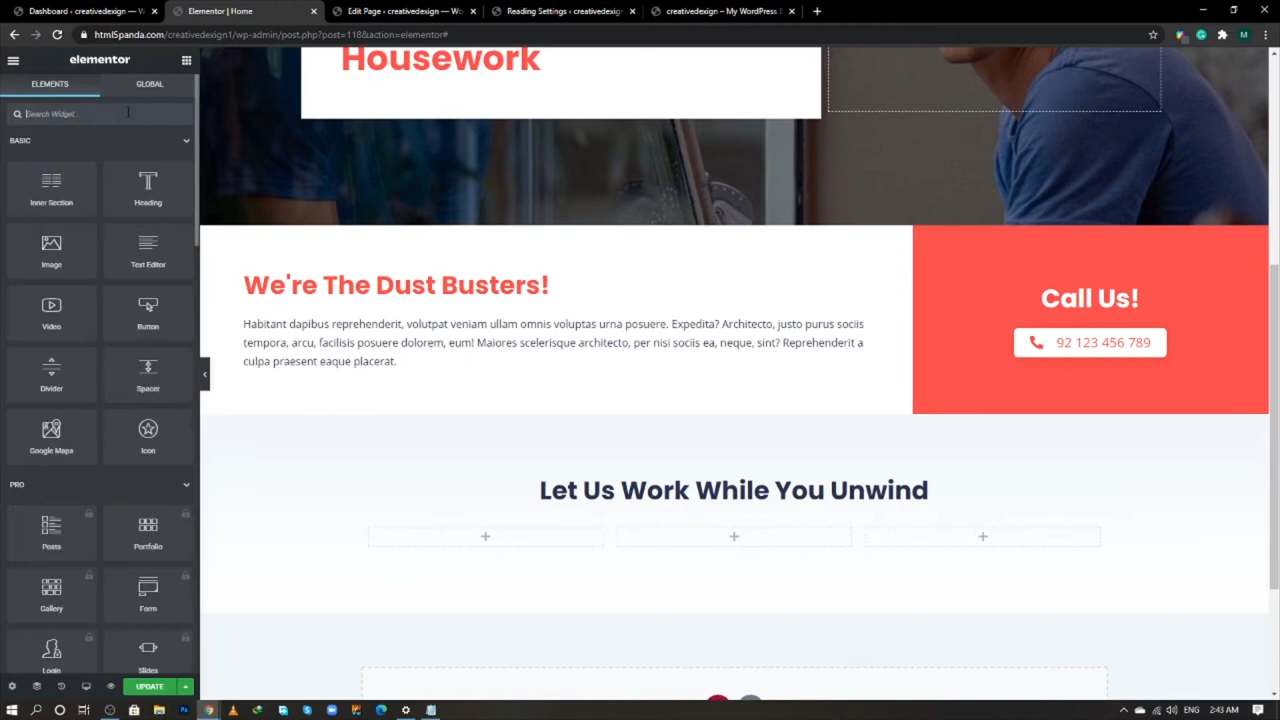 Dashboard ‹ creativedexign — W
Elementor | Home
Edit Page ‹ creativedexign — Wo
Reading Settings ‹ creativedexign
creativedexign – My WordPress B
html5panda.com/creativedexign1/wp-admin/post.php?post=118&action=elementor#
M
elementor
ELEMENTS
GLOBAL
Search Widget...
BASIC
Inner Section
Heading
Image
Text Editor
Video
Button
Divider
Spacer
Google Maps
Icon
PRO
Posts
Portfolio
Gallery
Form
Login
Slides
UPDATE
Housework
We're The Dust Busters!
Habitant dapibus reprehenderit, volutpat veniam ullam omnis voluptas urna posuere. Expedita? Architecto, justo purus sociis
tempora, arcu, facilisis posuere dolorem, eum! Maiores scelerisque architecto, per nisi sociis ea, neque, sint? Reprehenderit a
culpa praesent eaque placerat.
Call Us!
92 123 456 789
Let Us Work While You Unwind
2:43 AM